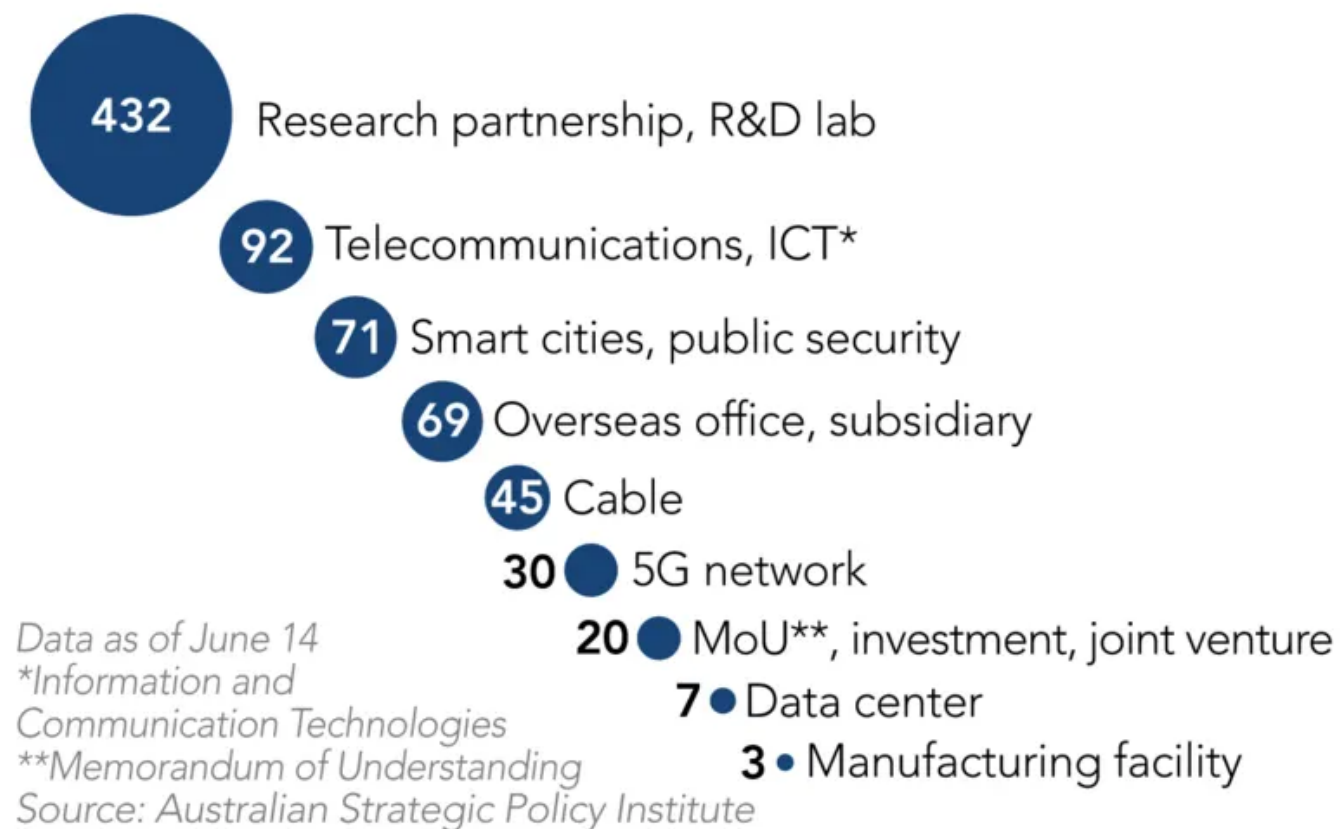 432 Research partnership, R&D lab
92 Telecommunications, ICT*
71 Smart cities, public security
69 Overseas office, subsidiary
45 Cable
30 5G network
20 MoU**, investment, joint venture
7 Data center
3 Manufacturing facility
Data as of June 14
*Information and
Communication Technologies
**Memorandum of Understanding
Source: Australian Strategic Policy Institute